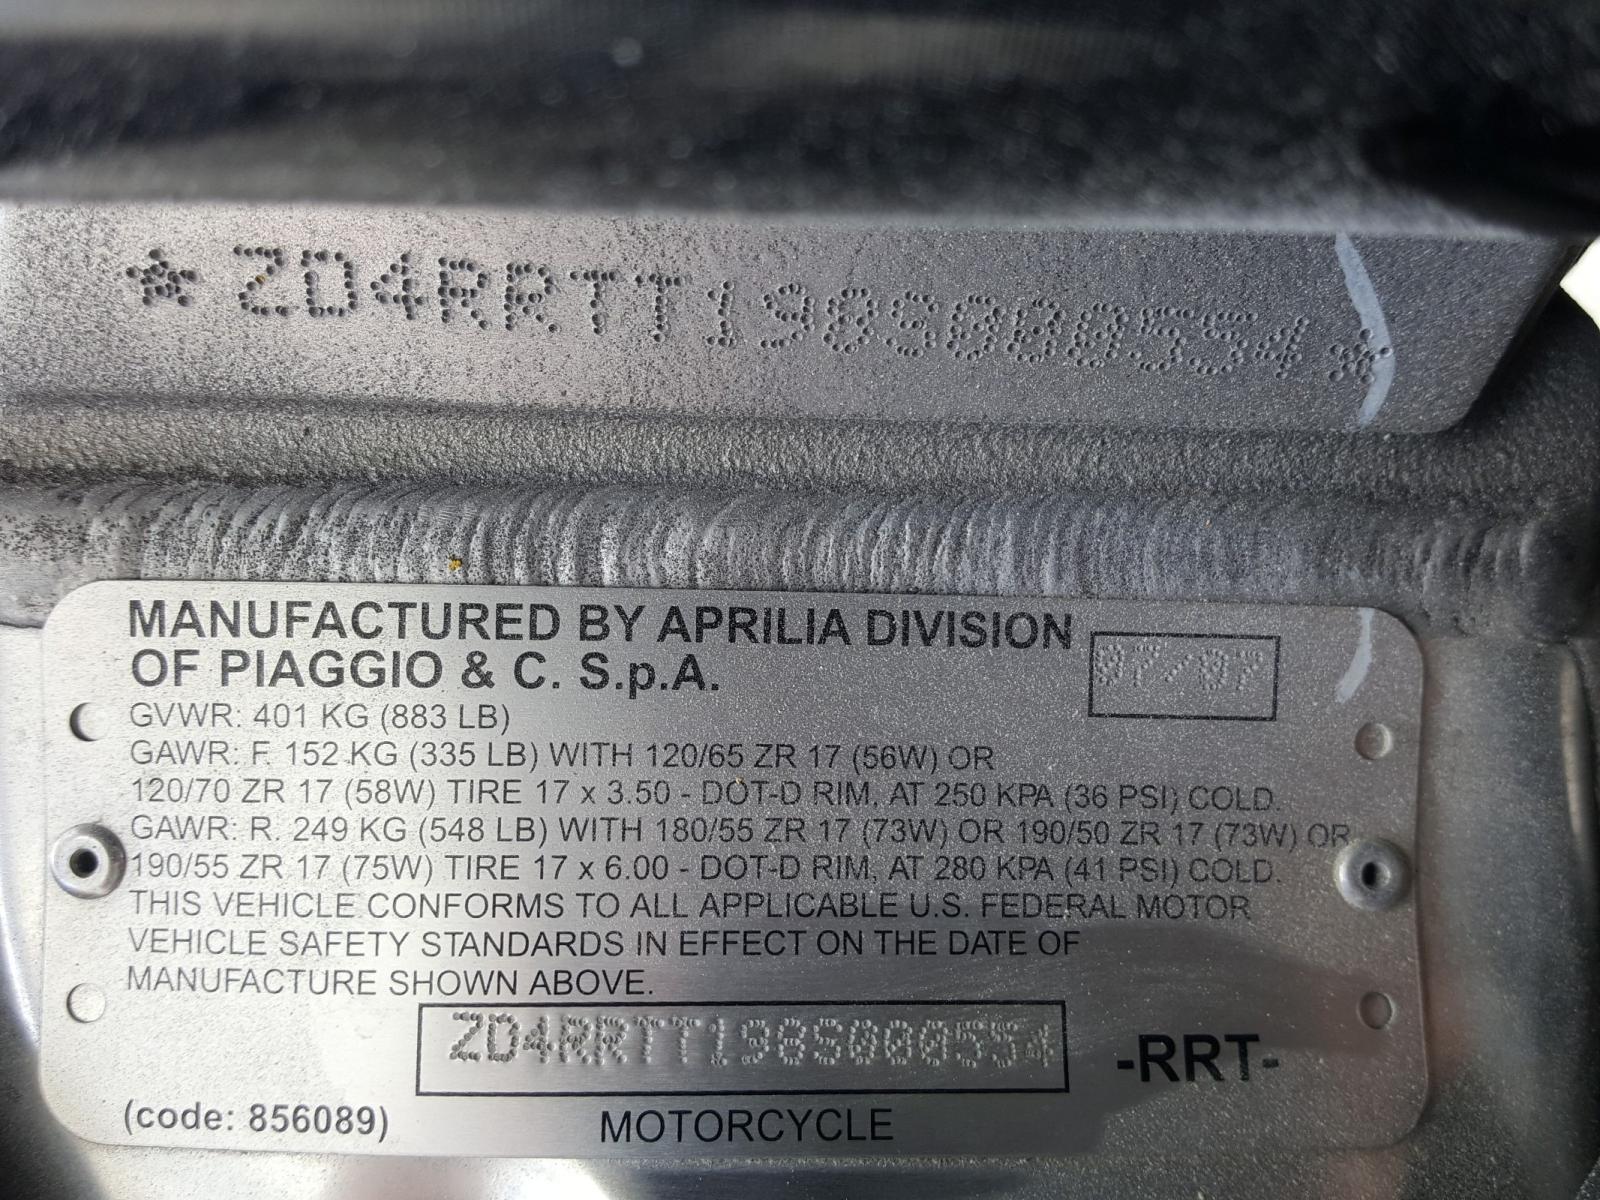 *ZD4RRTT198S000554*
MANUFACTURED BY APRILIA DIVISION
OF PIAGGIO & C. S.p.A.
07/07
GVWR: 401 KG (883 LB)
GAWR: F. 152 KG (335 LB) WITH 120/65 ZR 17 (56W) OR
120/70 ZR 17 (58W) TIRE 17 x 3.50 - DOT-D RIM, AT 250 KPA (36 PSI) COLD.
GAWR: R. 249 KG (548 LB) WITH 180/55 ZR 17 (73W) OR 190/50 ZR 17 (73W) OR
190/55 ZR 17 (75W) TIRE 17 x 6.00 - DOT-D RIM, AT 280 KPA (41 PSI) COLD.
THIS VEHICLE CONFORMS TO ALL APPLICABLE U.S. FEDERAL MOTOR
VEHICLE SAFETY STANDARDS IN EFFECT ON THE DATE OF
MANUFACTURE SHOWN ABOVE.
ZD4RRTT198S000554
-RRT-
(code: 856089)
MOTORCYCLE